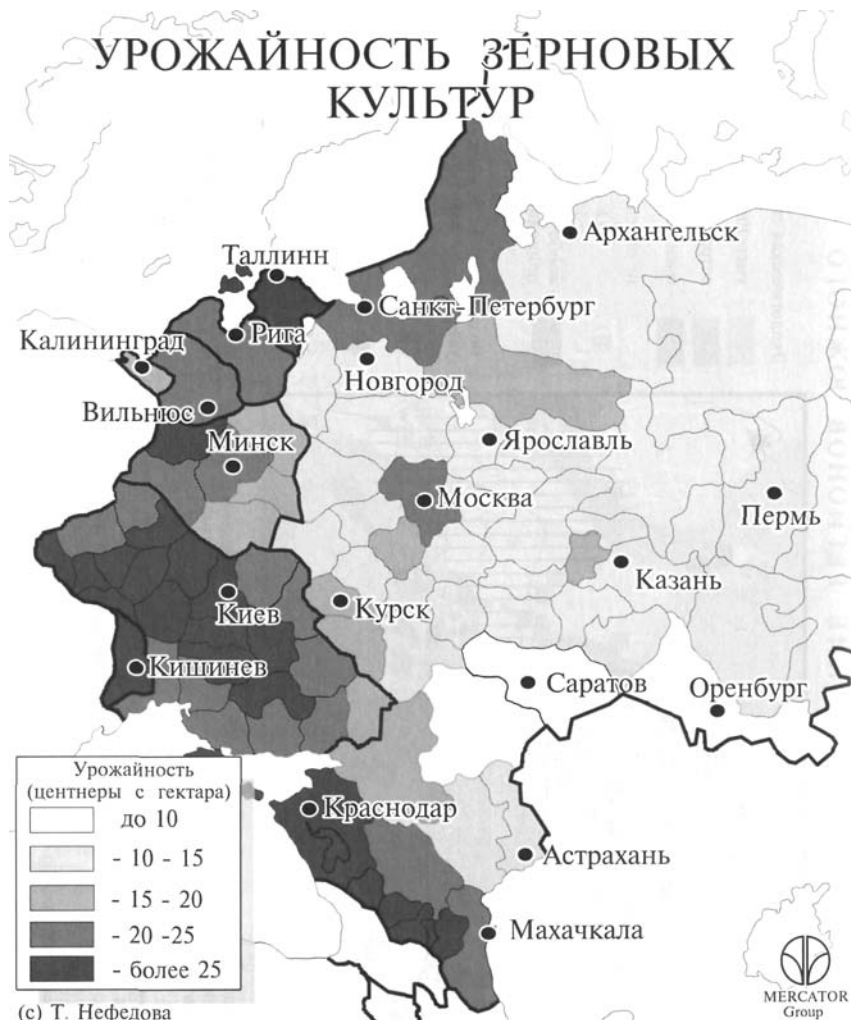 УРОЖАЙНОСТЬ ЗЕРНОВЫХ
КУЛЬТУР
Архангельск
Таллинн
Санкт-Петербург
Калининград
Рига
Новгород
Вильнюс
Минск
Ярославль
Москва
Пермь
Казань
Киев
Курск
Кишинев
Саратов
Оренбург
Урожайность
(центнеры с гектара)
до 10
- 10 - 15
- 15 - 20
- 20 -25
- более 25
Краснодар
Астрахань
Махачкала
MERCATOR
Group
(c) Т. Нефедова